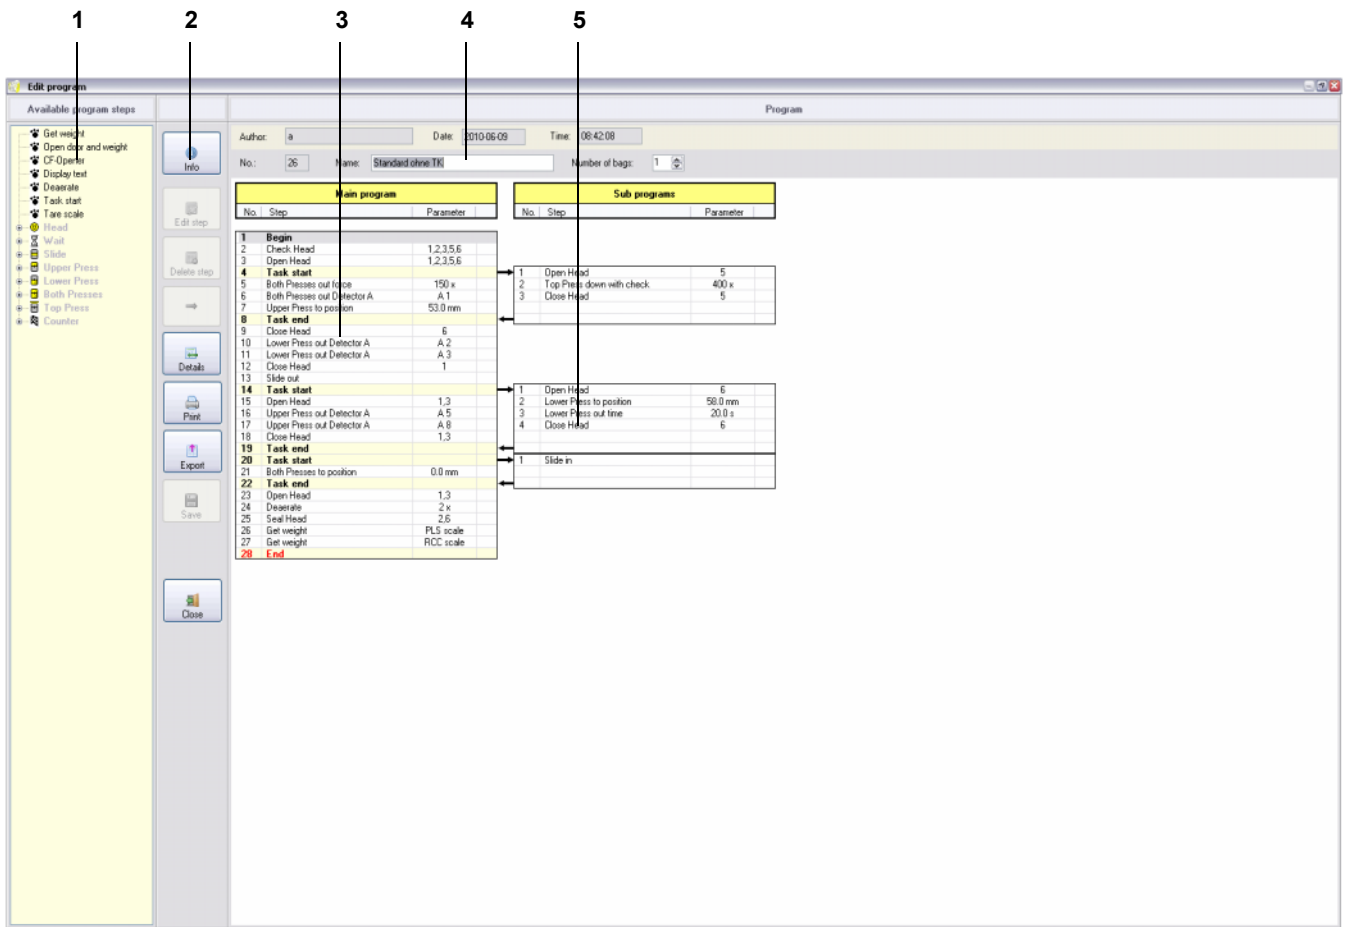 1 2 3 4 5
Edit program
Available program steps
Program
Get weight
Open door and weight
CF-Opener
Display text
Deaerate
Task start
Tare scale
Head
Wait
Slide
Upper Press
Lower Press
Both Presses
Top Press
Counter
Info
Edit step
Delete step
Details
Print
Export
Save
Close
Author: a Date: 2010-06-09 Time: 08:42:08
No.: 26 Name: Standard ohne TK Number of bags: 1
Main program
No. Step Parameter
1 Begin
2 Check Head 1,2,3,5,6
3 Open Head 1,2,3,5,6
4 Task start
5 Both Presses out force 150 x
6 Both Presses out Detector A A 1
7 Upper Press to position 53.0 mm
8 Task end
9 Close Head 6
10 Lower Press out Detector A A 2
11 Lower Press out Detector A A 3
12 Close Head 1
13 Slide out
14 Task start
15 Open Head 1,3
16 Upper Press out Detector A A 5
17 Upper Press out Detector A A 8
18 Close Head 1,3
19 Task end
20 Task start
21 Both Presses to position 0.0 mm
22 Task end
23 Open Head 1,3
24 Deaerate 2 x
25 Seal Head 2,6
26 Get weight PLS scale
27 Get weight RCC scale
28 End
Sub programs
No. Step Parameter
1 Open Head 5
2 Top Press down with check 400 x
3 Close Head 5
1 Open Head 6
2 Lower Press to position 58.0 mm
3 Lower Press out time 20.0 s
4 Close Head 6
1 Slide in